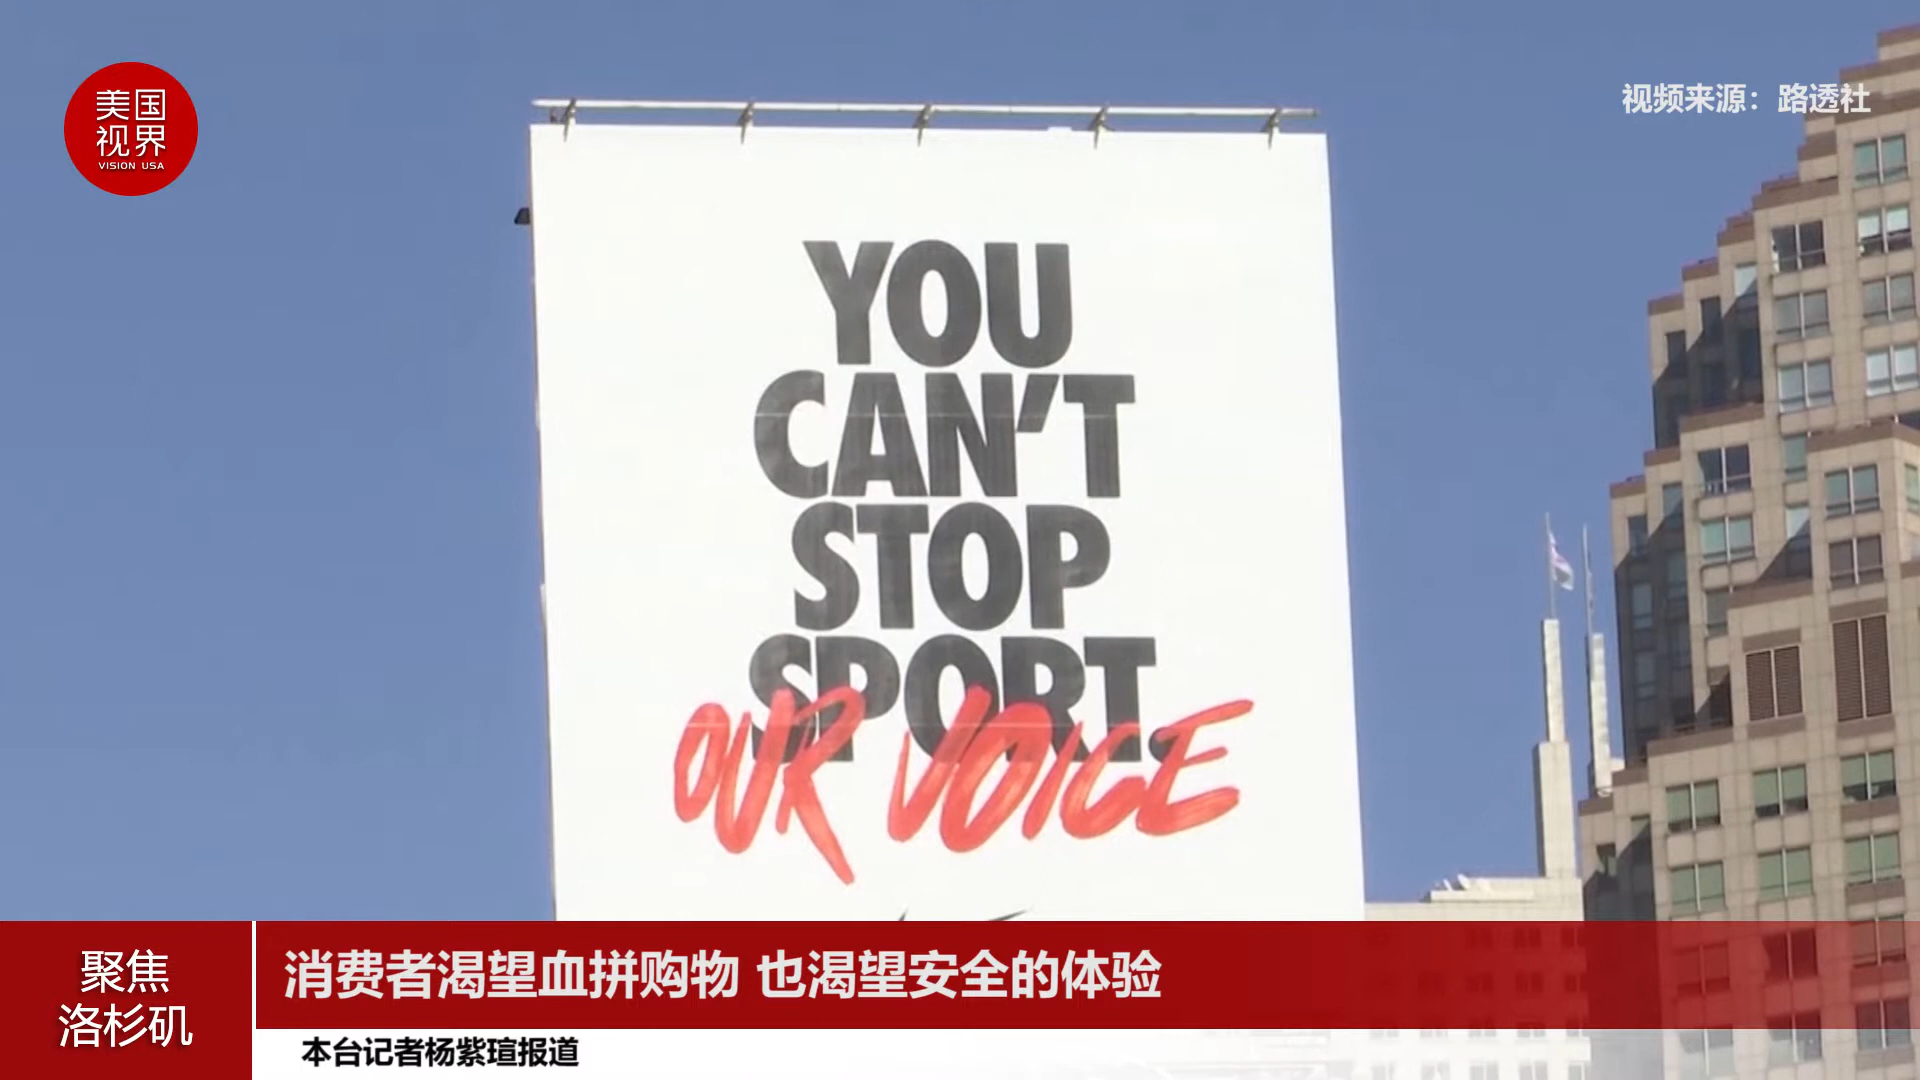 美国
视界
VISION USA
视频来源：路透社
YOU
CAN'T
STOP
SPORT.
OUR VOICE
聚焦
洛杉矶
消费者渴望血拼购物 也渴望安全的体验
本台记者杨紫瑄报道